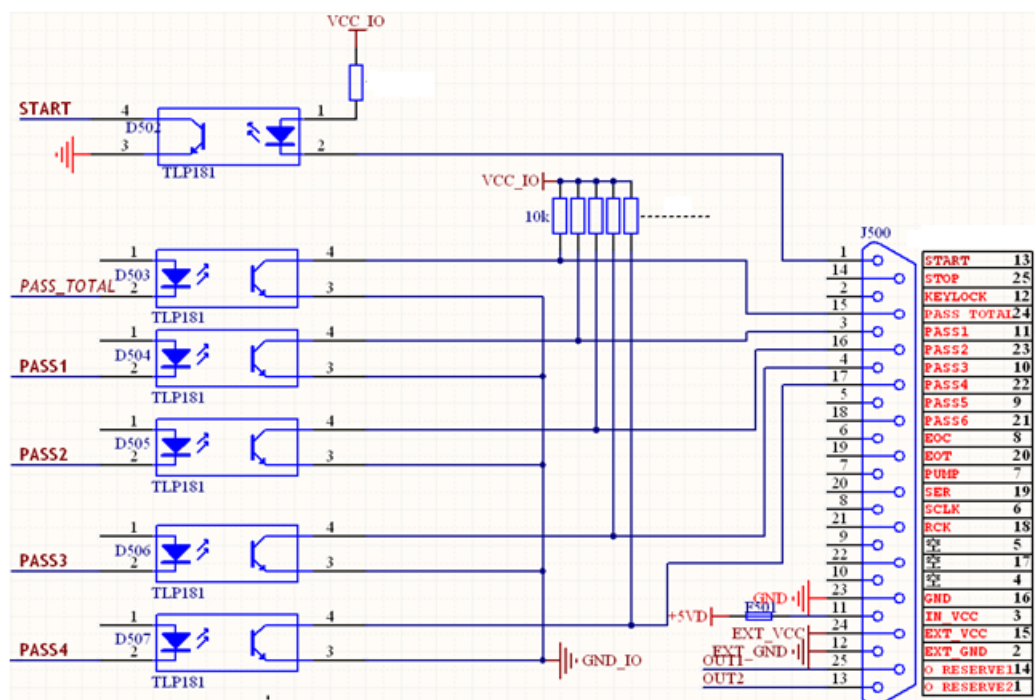 VCC_IO
START
4
1
D502
3
2
TLP181
VCC_IO
10k
J500
1
4
D503
PASS_TOTAL
2
3
TLP181
1
4
D504
PASS1
2
3
TLP181
1
4
D505
PASS2
2
3
TLP181
1
4
D506
PASS3
2
3
TLP181
1
4
D507
PASS4
2
3
TLP181
GND_IO
1
14
2
15
3
16
4
17
5
18
6
19
7
20
8
21
9
22
10
23
11
24
12
25
13
GND
+5VD
F501
EXT_VCC
EXT_GND
OUT1
OUT2
START 13
STOP 25
KEYLOCK 12
PASS TOTAL 24
PASS1 11
PASS2 23
PASS3 10
PASS4 22
PASS5 9
PASS6 21
EOC 8
EOT 20
PUMP 7
SER 19
SCLK 6
RCK 18
空 5
空 17
空 4
GND 16
IN_VCC 3
EXT_VCC 15
EXT_GND 2
O RESERVE1 14
O RESERVE2 1